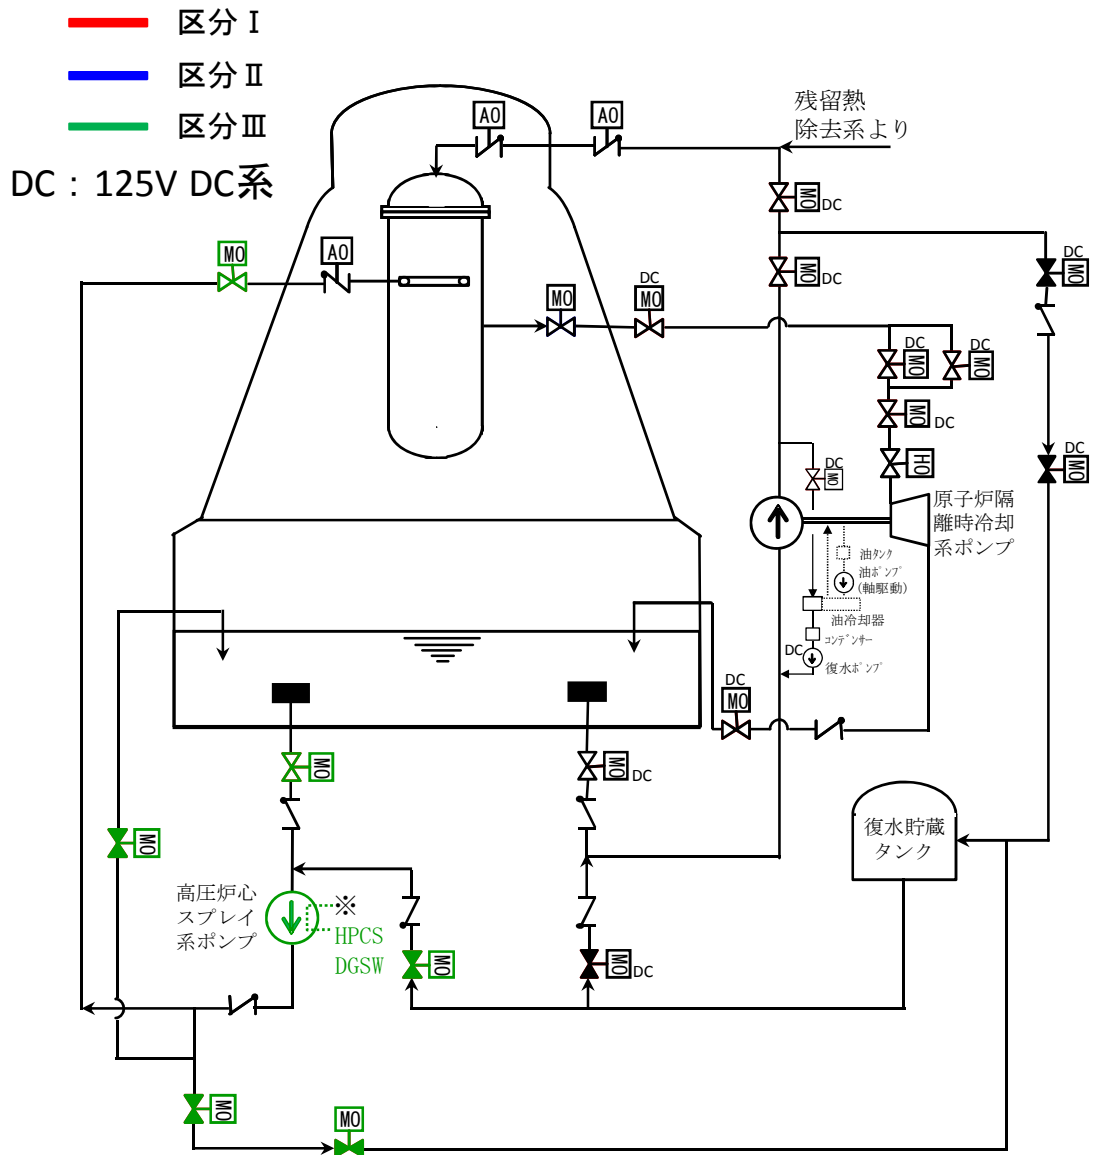 区分Ⅰ
区分Ⅱ
区分Ⅲ
DC：125V DC系
残留熱
除去系より
AO
AO
MO
DC
MO
AO
MO
DC
DC
MO
MO
DC
MO
DC
MO
DC
MO
DC
MO
MO
DC
DC
MO
HO
DC
MO
原子炉隔
離時冷却
系ポンプ
油タンク
油ポンプ
(軸駆動)
油冷却器
コンデンサー
DC
復水ポンプ
DC
MO
MO
MO
DC
MO
復水貯蔵
タンク
高圧炉心
スプレイ
系ポンプ
※
HPCS
DGSW
MO
MO
DC
MO
MO